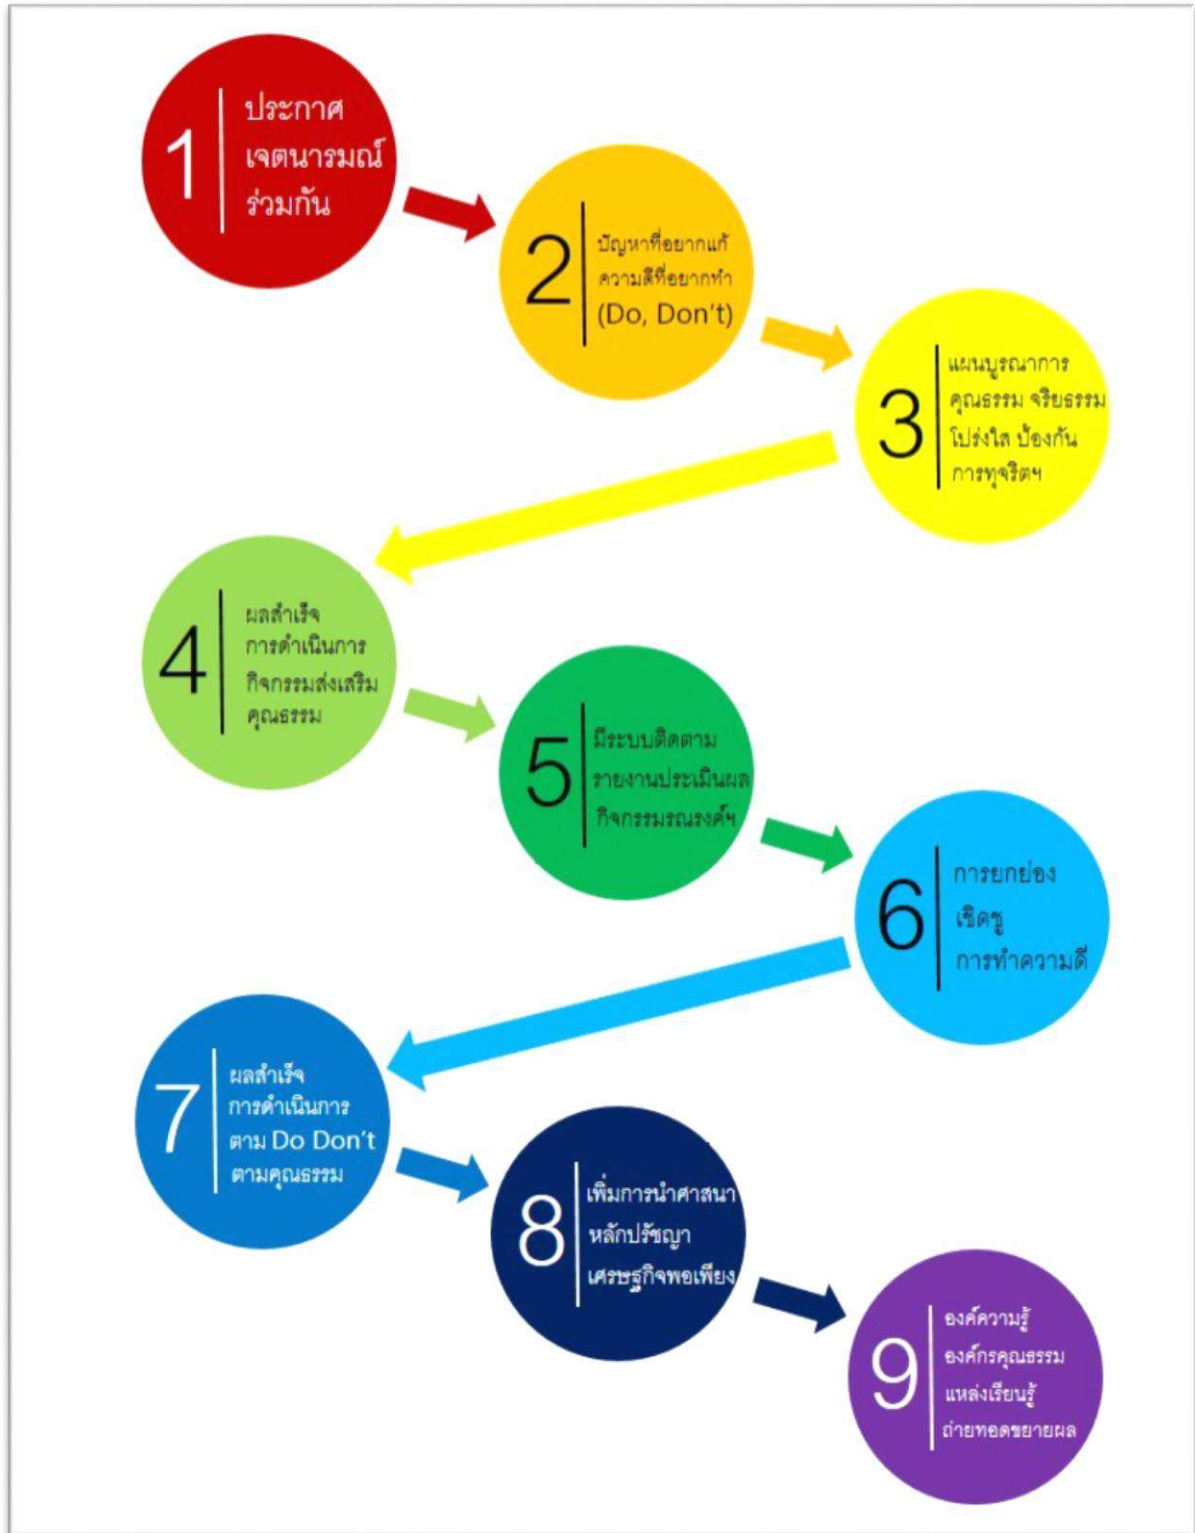 1
ประกาศ
เจตนารมณ์
ร่วมกัน
2
ปัญหาที่อยากแก้
ความดีที่อยากทำ
(Do, Don't)
3
แผนบูรณาการ
คุณธรรม จริยธรรม
โปร่งใส ป้องกัน
การทุจริตฯ
4
ผลสำเร็จ
การดำเนินการ
กิจกรรมส่งเสริม
คุณธรรม
5
มีระบบติดตาม
รายงานประเมินผล
กิจกรรมรณรงค์ฯ
6
การยกย่อง
เชิดชู
การทำความดี
7
ผลสำเร็จ
การดำเนินการ
ตาม Do Don't
ตามคุณธรรม
8
เพิ่มการนำศาสนา
หลักปรัชญา
เศรษฐกิจพอเพียง
9
องค์ความรู้
องค์กรคุณธรรม
แหล่งเรียนรู้
ถ่ายทอดขยายผล